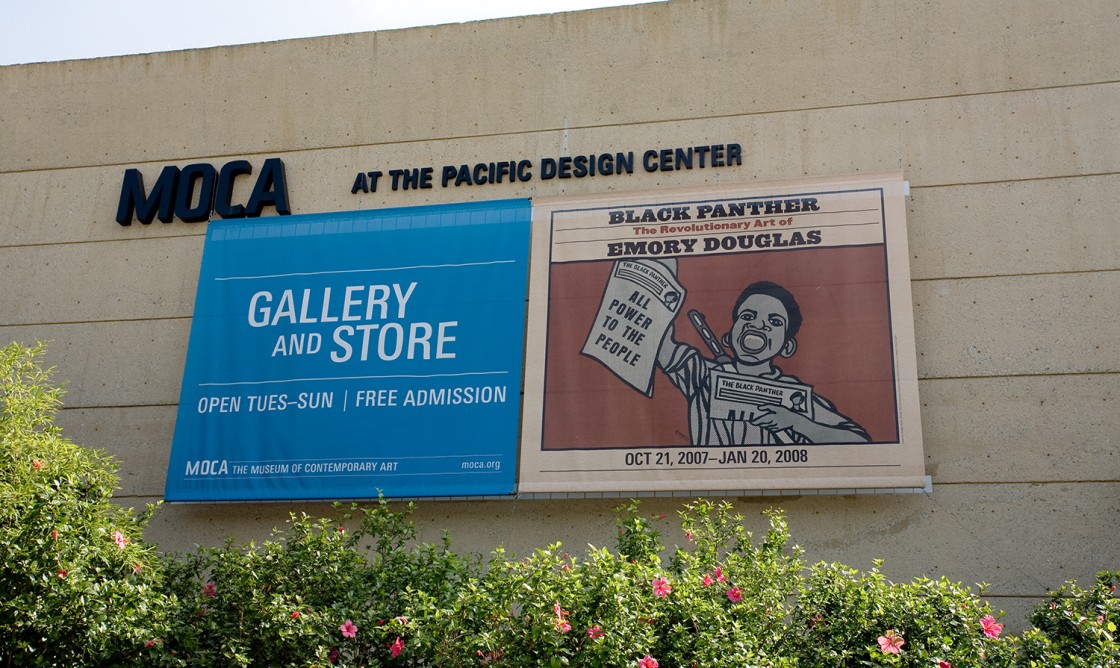 MOCA AT THE PACIFIC DESIGN CENTER
GALLERY
AND STORE
OPEN TUES–SUN | FREE ADMISSION
MOCA THE MUSEUM OF CONTEMPORARY ART moca.org
BLACK PANTHER
The Revolutionary Art of
EMORY DOUGLAS
THE BLACK PANTHER
ALL
POWER
TO THE
PEOPLE
THE BLACK PANTHER
OCT 21, 2007–JAN 20, 2008